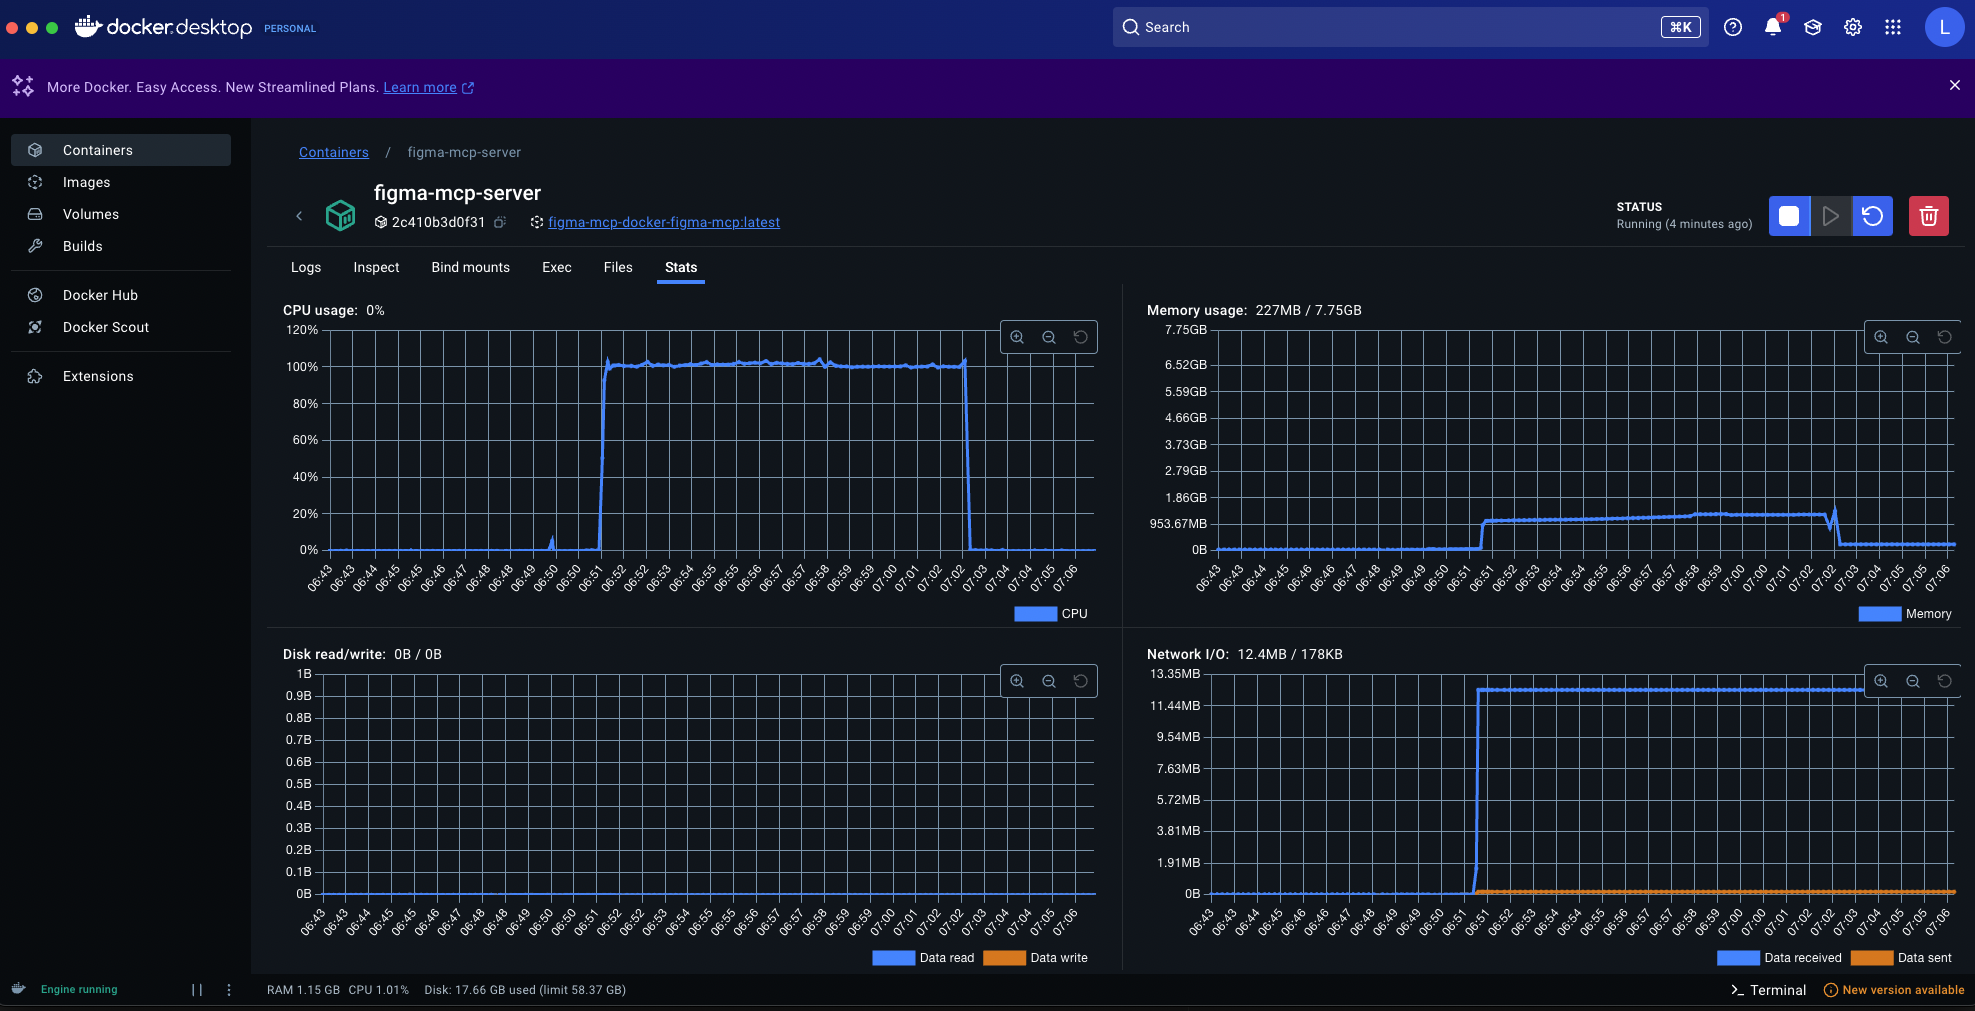 docker.desktop PERSONAL
Search ⌘K
1
L
More Docker. Easy Access. New Streamlined Plans. Learn more
Containers
Images
Volumes
Builds
Docker Hub
Docker Scout
Extensions
Containers / figma-mcp-server
figma-mcp-server
2c410b3d0f31
figma-mcp-docker-figma-mcp:latest
STATUS
Running (4 minutes ago)
Logs Inspect Bind mounts Exec Files Stats
CPU usage: 0%
120%
100%
80%
60%
40%
20%
0%
06:43 06:43 06:44 06:45 06:45 06:46 06:47 06:48 06:48 06:49 06:50 06:50 06:51 06:52 06:52 06:53 06:54 06:55 06:55 06:56 06:57 06:57 06:58 06:59 06:59 07:00 07:01 07:02 07:02 07:03 07:04 07:04 07:05 07:06
CPU
Memory usage: 227MB / 7.75GB
7.75GB
6.52GB
5.59GB
4.66GB
3.73GB
2.79GB
1.86GB
953.67MB
0B
06:43 06:43 06:44 06:45 06:46 06:46 06:47 06:48 06:49 06:49 06:50 06:51 06:51 06:52 06:53 06:54 06:54 06:55 06:56 06:57 06:57 06:58 06:59 07:00 07:00 07:01 07:02 07:02 07:03 07:04 07:05 07:05 07:06
Memory
Disk read/write: 0B / 0B
1B
0.9B
0.8B
0.7B
0.6B
0.5B
0.4B
0.3B
0.2B
0.1B
0B
06:43 06:43 06:44 06:45 06:45 06:46 06:47 06:48 06:48 06:49 06:50 06:50 06:51 06:52 06:52 06:53 06:54 06:55 06:55 06:56 06:57 06:57 06:58 06:59 06:59 07:00 07:01 07:02 07:02 07:03 07:04 07:04 07:05 07:06
Data read Data write
Network I/O: 12.4MB / 178KB
13.35MB
11.44MB
9.54MB
7.63MB
5.72MB
3.81MB
1.91MB
0B
06:43 06:43 06:44 06:45 06:46 06:46 06:47 06:48 06:49 06:49 06:50 06:51 06:51 06:52 06:53 06:54 06:54 06:55 06:56 06:57 06:57 06:58 06:59 07:00 07:00 07:01 07:02 07:02 07:03 07:04 07:05 07:05 07:06
Data received Data sent
Engine running
RAM 1.15 GB CPU 1.01% Disk: 17.66 GB used (limit 58.37 GB)
Terminal
New version available